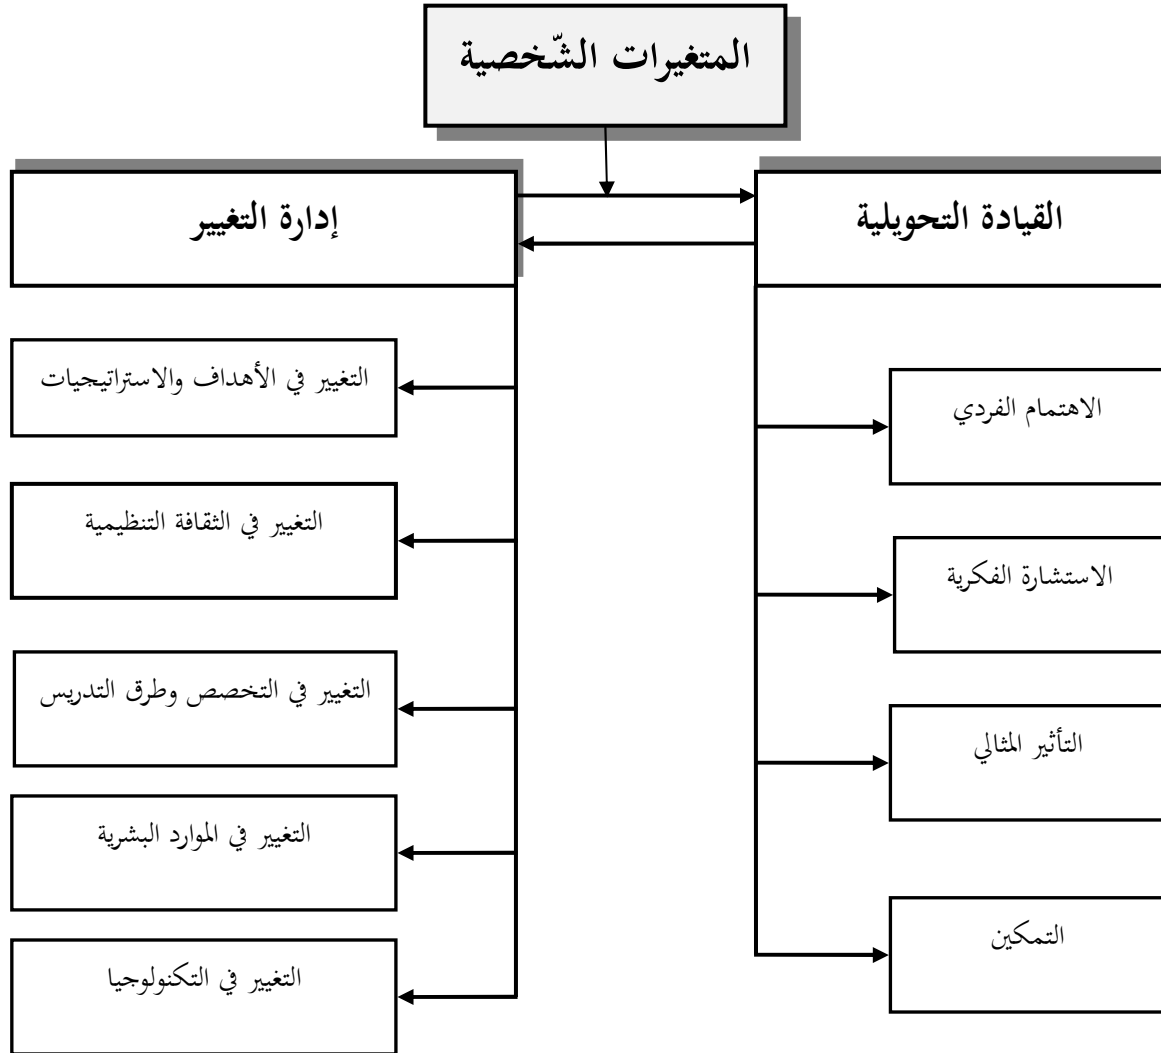 المتغيرات الشّخصية
القيادة التحويلية
إدارة التغيير
الاهتمام الفردي
الاستشارة الفكرية
التأثير المثالي
التمكين
التغيير في الأهداف والاستراتيجيات
التغيير في الثقافة التنظيمية
التغيير في التخصص وطرق التدريس
التغيير في الموارد البشرية
التغيير في التكنولوجيا